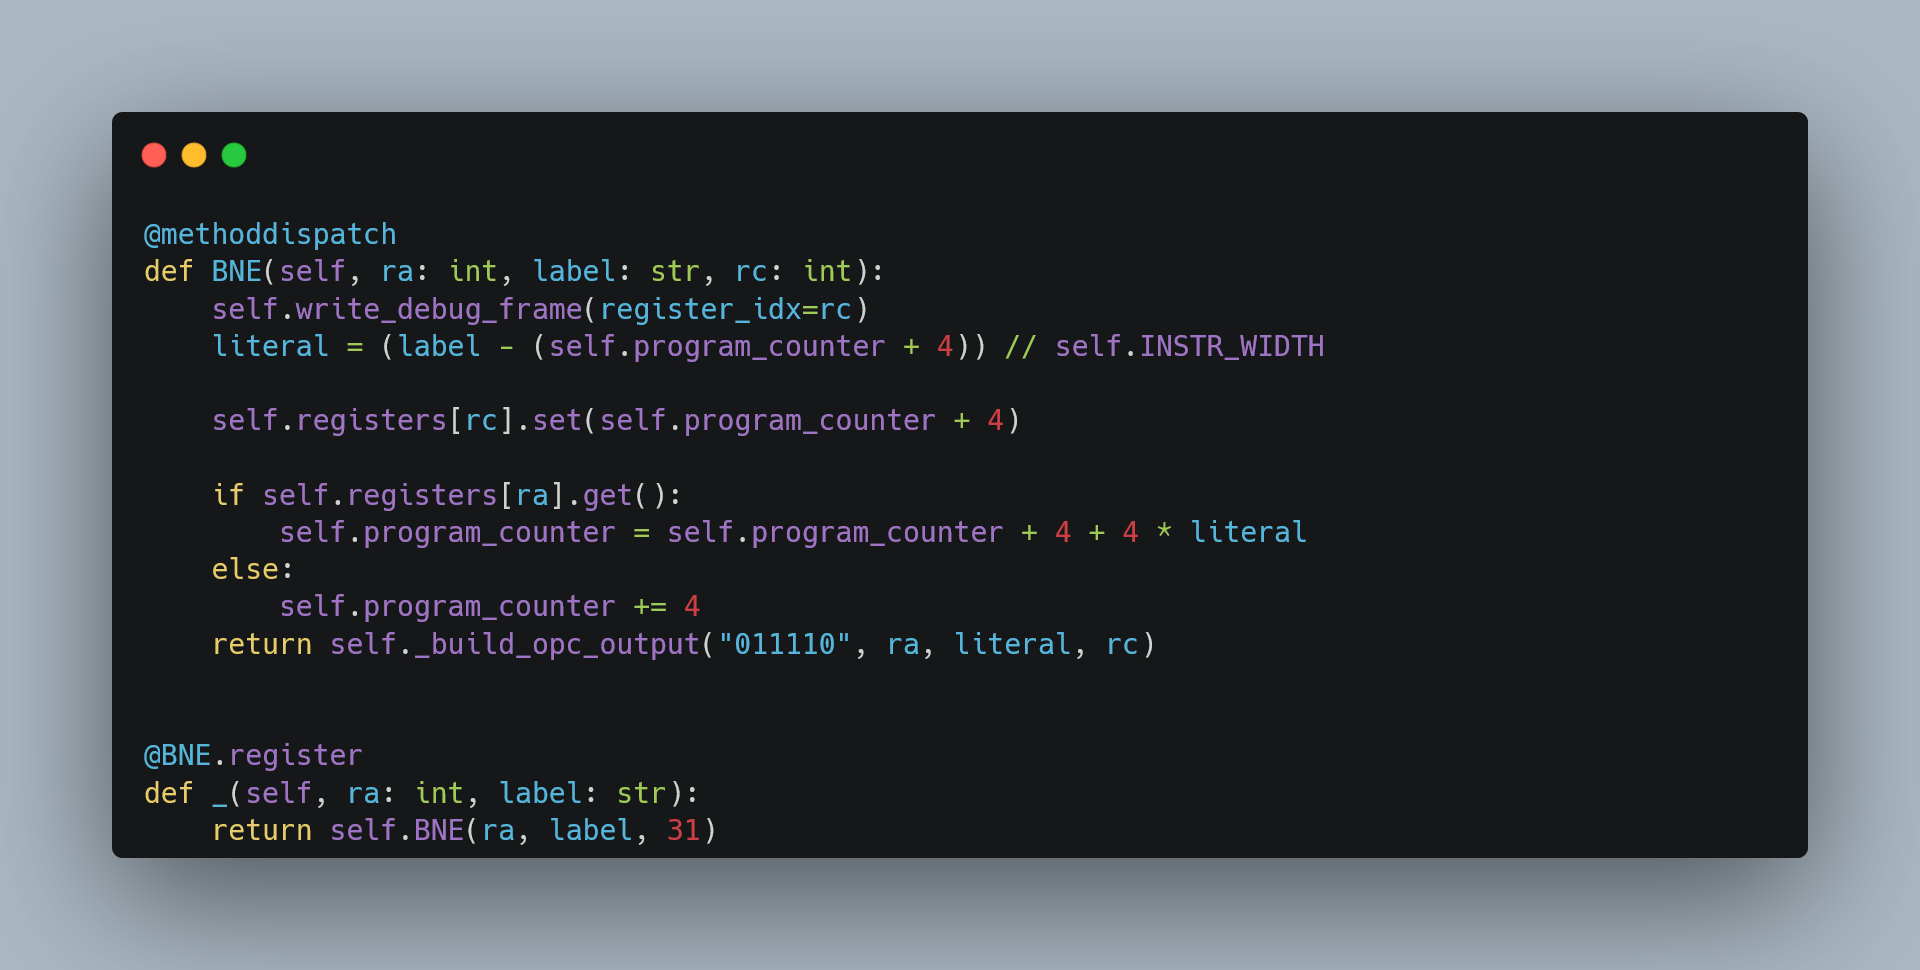 @methoddispatch
def BNE(self, ra: int, label: str, rc: int):
    self.write_debug_frame(register_idx=rc)
    literal = (label - (self.program_counter + 4)) // self.INSTR_WIDTH

    self.registers[rc].set(self.program_counter + 4)

    if self.registers[ra].get():
        self.program_counter = self.program_counter + 4 + 4 * literal
    else:
        self.program_counter += 4
    return self._build_opc_output("011110", ra, literal, rc)


@BNE.register
def _(self, ra: int, label: str):
    return self.BNE(ra, label, 31)